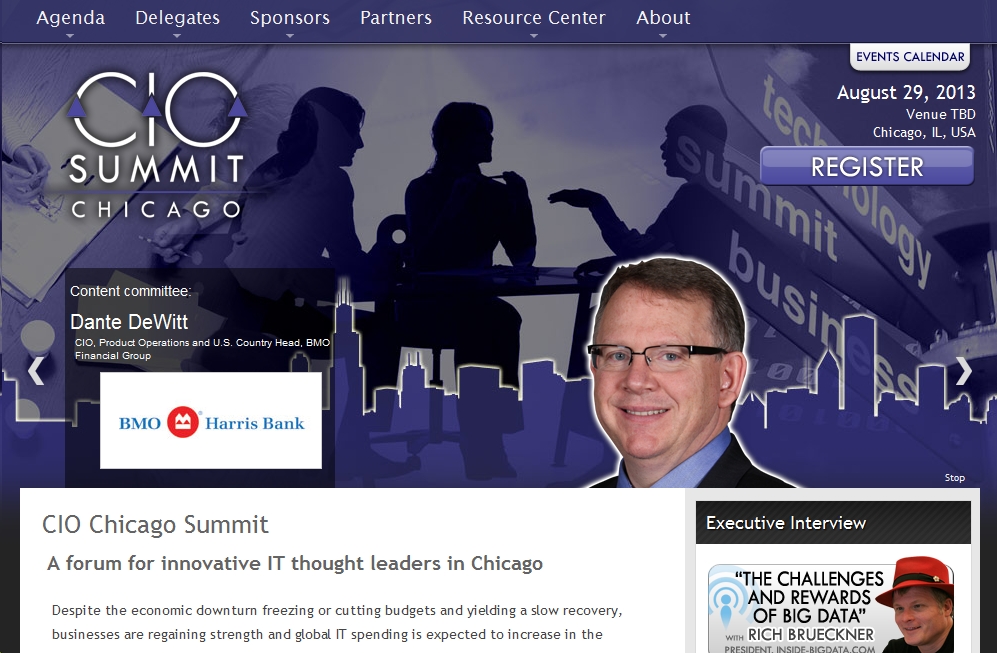 Agenda Delegates Sponsors Partners Resource Center About
EVENTS CALENDAR
August 29, 2013
Venue TBD
Chicago, IL, USA
REGISTER
CIO
SUMMIT
CHICAGO
technology
summit
business
Content committee:
Dante DeWitt
CIO, Product Operations and U.S. Country Head, BMO
Financial Group
BMO Harris Bank®
Stop
CIO Chicago Summit
A forum for innovative IT thought leaders in Chicago
Despite the economic downturn freezing or cutting budgets and yielding a slow recovery,
businesses are regaining strength and global IT spending is expected to increase in the
Executive Interview
"THE CHALLENGES
AND REWARDS
OF BIG DATA"
WITH RICH BRUECKNER
PRESIDENT, INSIDE-BIGDATA.COM